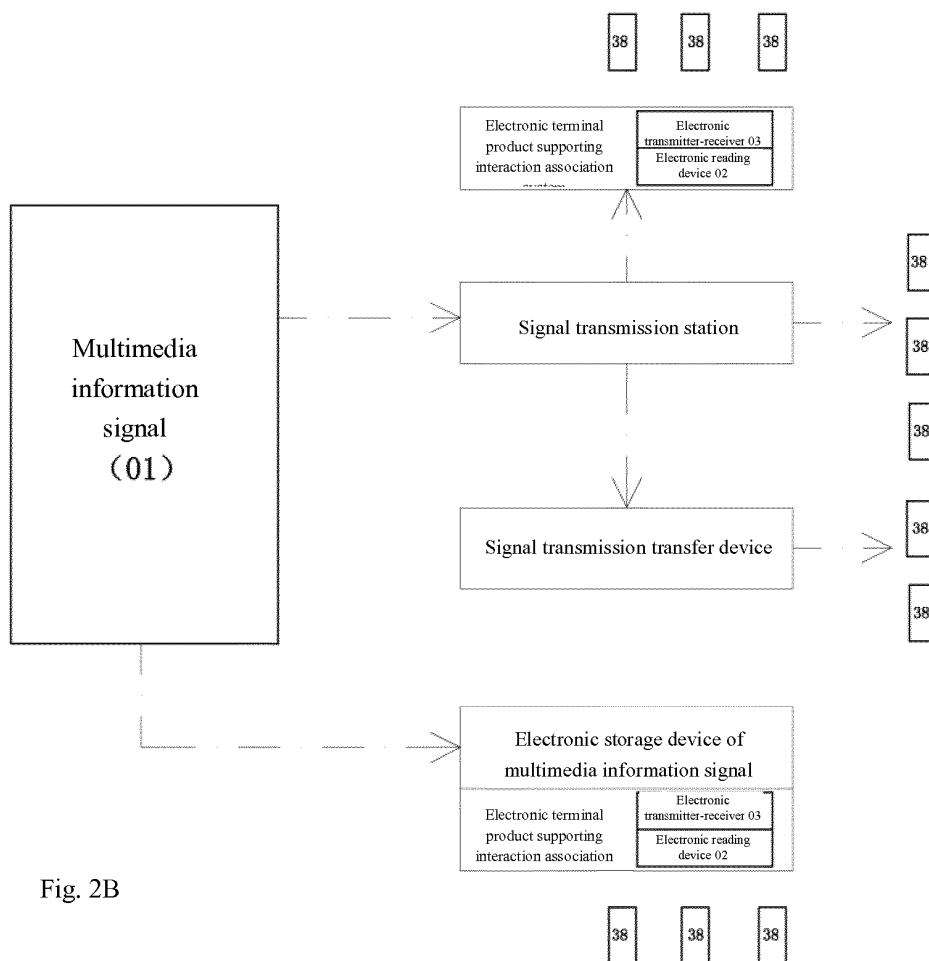 38 38 38
Electronic terminal
product supporting
interaction association
Electronic
transmitter-receiver 03
Electronic reading
device 02
Multimedia
information
signal
(01)
Signal transmission station
38
38
38
Signal transmission transfer device
38
38
Electronic storage device of
multimedia information signal
Electronic terminal
product supporting
interaction association
Electronic
transmitter-receiver 03
Electronic reading
device 02
Fig. 2B
38 38 38